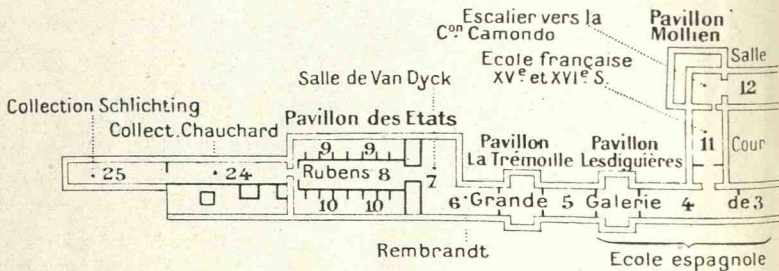 Escalier vers la
Con Camondo
Pavillon
Mollien
Ecole française
XVe et XVIe S.
Salle
12
Salle de Van Dyck
Collection Schlichting
Collect. Chauchard
Pavillon des Etats
Pavillon
La Trémoille
Pavillon
Lesdiguières
11
Cour
9 9
25
24
Rubens 8
7
10 10
6 Grande 5 Galerie 4 de 3
Rembrandt
Ecole espagnole